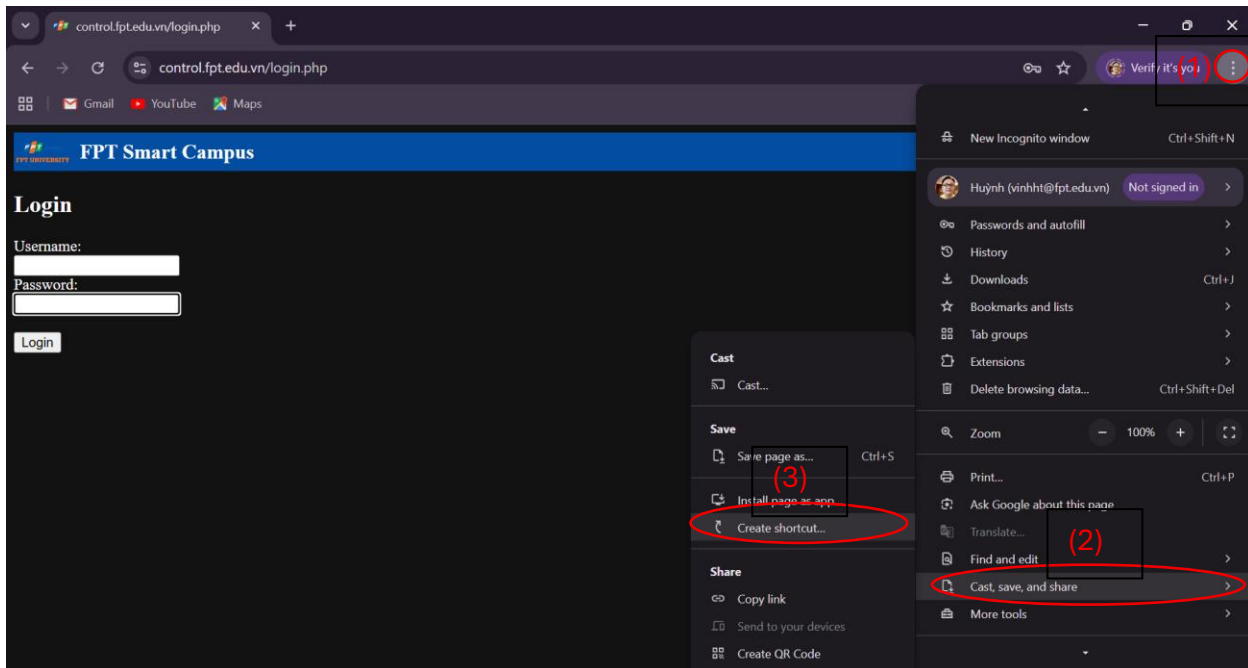 control.fpt.edu.vn/login.php
control.fpt.edu.vn/login.php
Verify it's you
(1)
Gmail
YouTube
Maps
FPT UNIVERSITY
FPT Smart Campus
Login
Username:
Password:
Login
New Incognito window Ctrl+Shift+N
Huỳnh (vinhht@fpt.edu.vn) Not signed in
Passwords and autofill
History
Downloads Ctrl+J
Bookmarks and lists
Tab groups
Extensions
Delete browsing data... Ctrl+Shift+Del
Zoom - 100% +
Print... Ctrl+P
Ask Google about this page
Translate...
(2)
Find and edit
Cast, save, and share
More tools
Cast
Cast...
Save
Save page as... Ctrl+S
(3)
Install page as app...
Create shortcut...
Share
Copy link
Send to your devices
Create QR Code